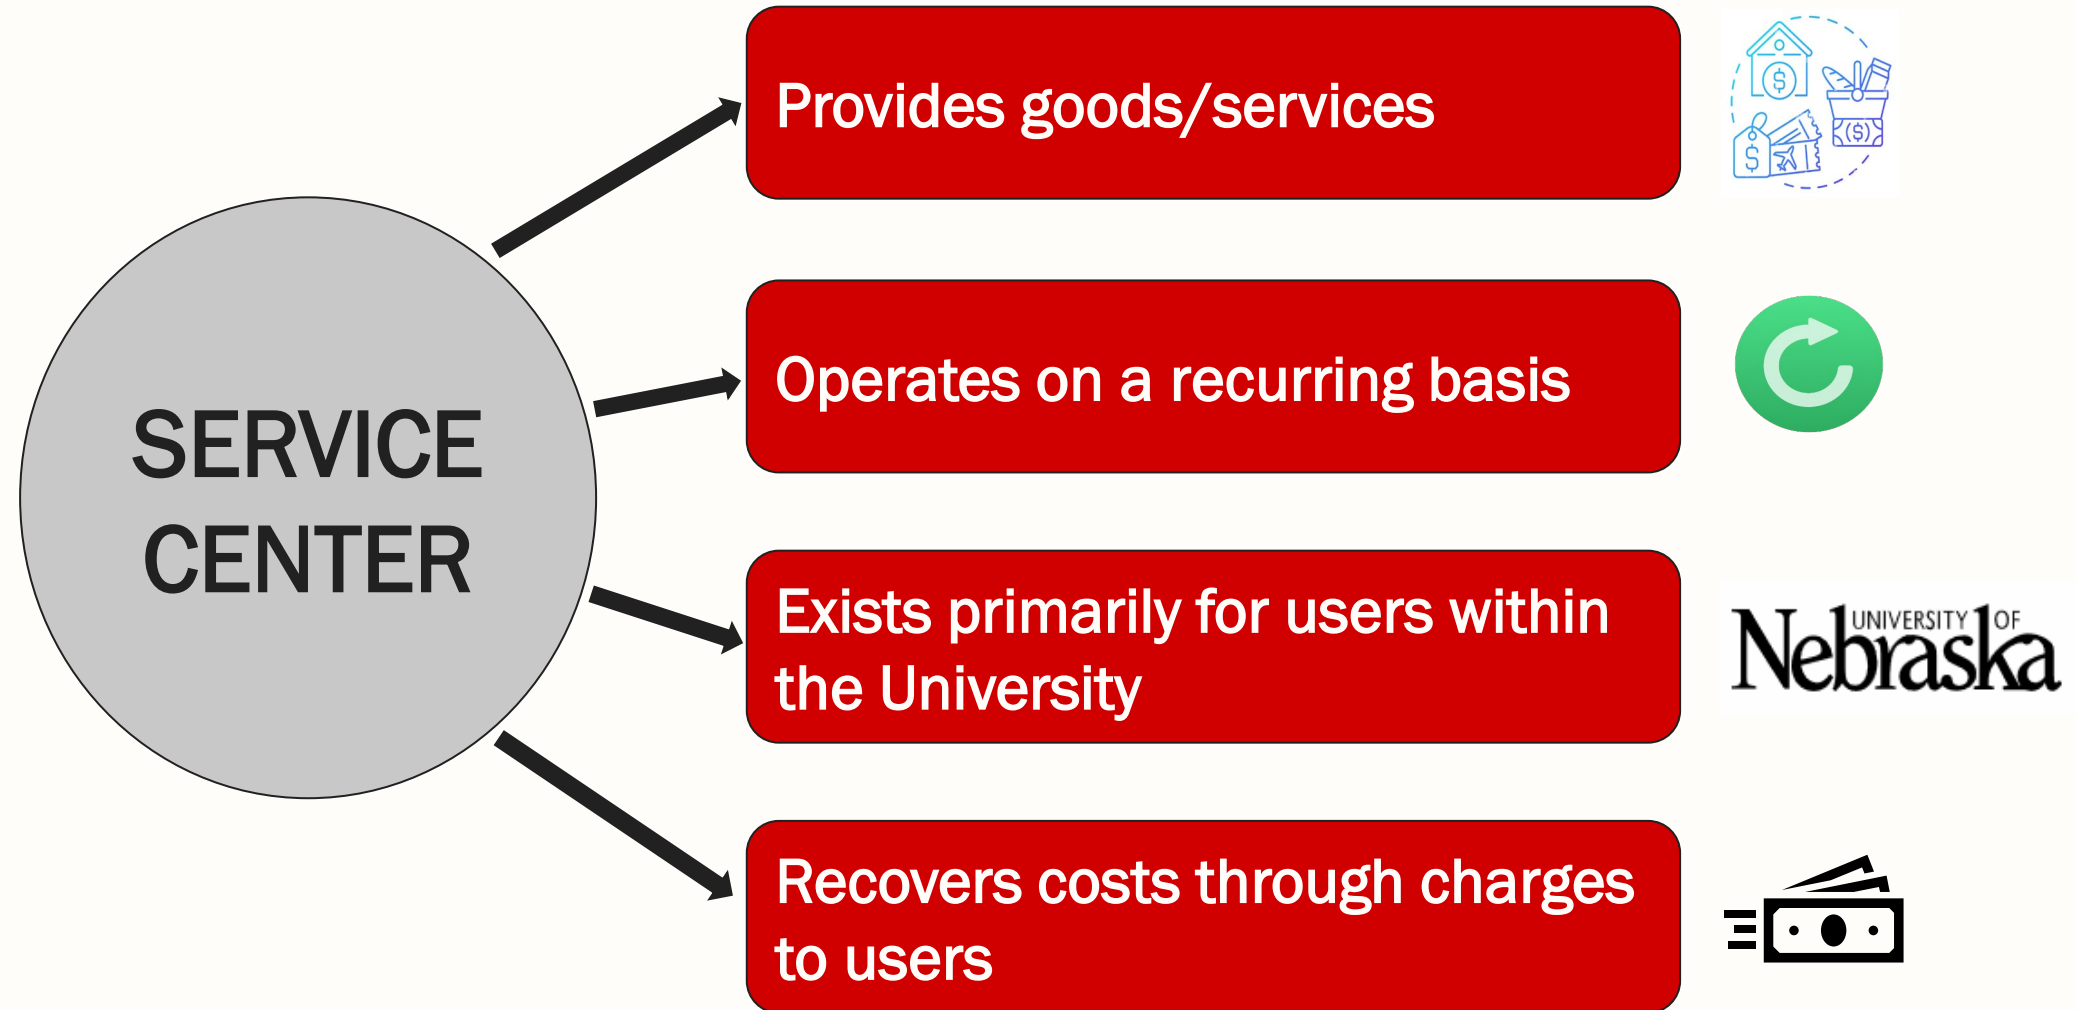 SERVICE
CENTER
Provides goods/services
$
$
($)
$
Operates on a recurring basis
Exists primarily for users within
the University
UNIVERSITY OF
Nebraska
Recovers costs through charges
to users